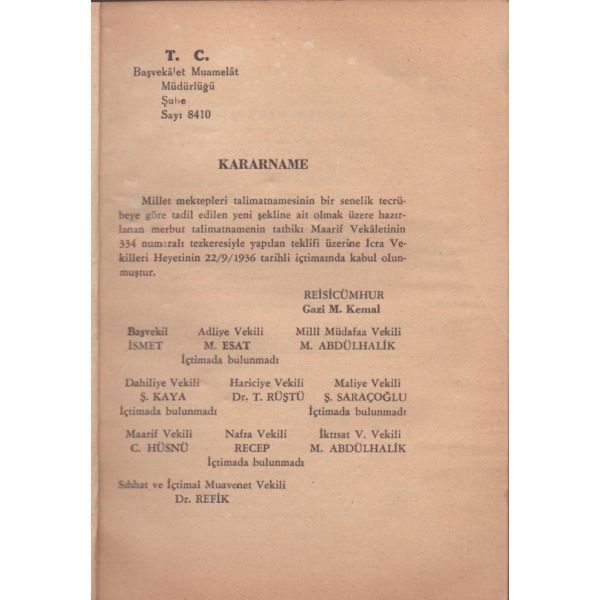 T. C.
Başvekâlet Muamelât
Müdürlüğü
Şube
Sayı 8410
KARARNAME
Millet mektepleri talimatnamesinin bir senelik tecrü-
beye göre tadil edilen yeni şekline ait olmak üzere hazır-
lanan merbut talimatnamenin tatbikı Maarif Vekâletinin
334 numaralı tezkeresiyle yapılan teklifi üzerine İcra Ve-
killeri Heyetinin 22/9/1936 tarihli içtimaında kabul olun-
muştur.
REİSİCÜMHUR
Gazi M. Kemal
Başvekil Adliye Vekili Millî Müdafaa Vekili
İSMET M. ESAT M. ABDÜLHALİK
İçtimada bulunmadı
Dahiliye Vekili Hariciye Vekili Maliye Vekili
Ş. KAYA Dr. T. RÜŞTÜ Ş. SARAÇOĞLU
İçtimada bulunmadı İçtimada bulunmadı
Maarif Vekili Nafıa Vekili İktısat V. Vekili
C. HÜSNÜ RECEP M. ABDÜLHALİK
İçtimada bulunmadı
Sıhhat ve İçtimaî Muavenet Vekili
Dr. REFİK